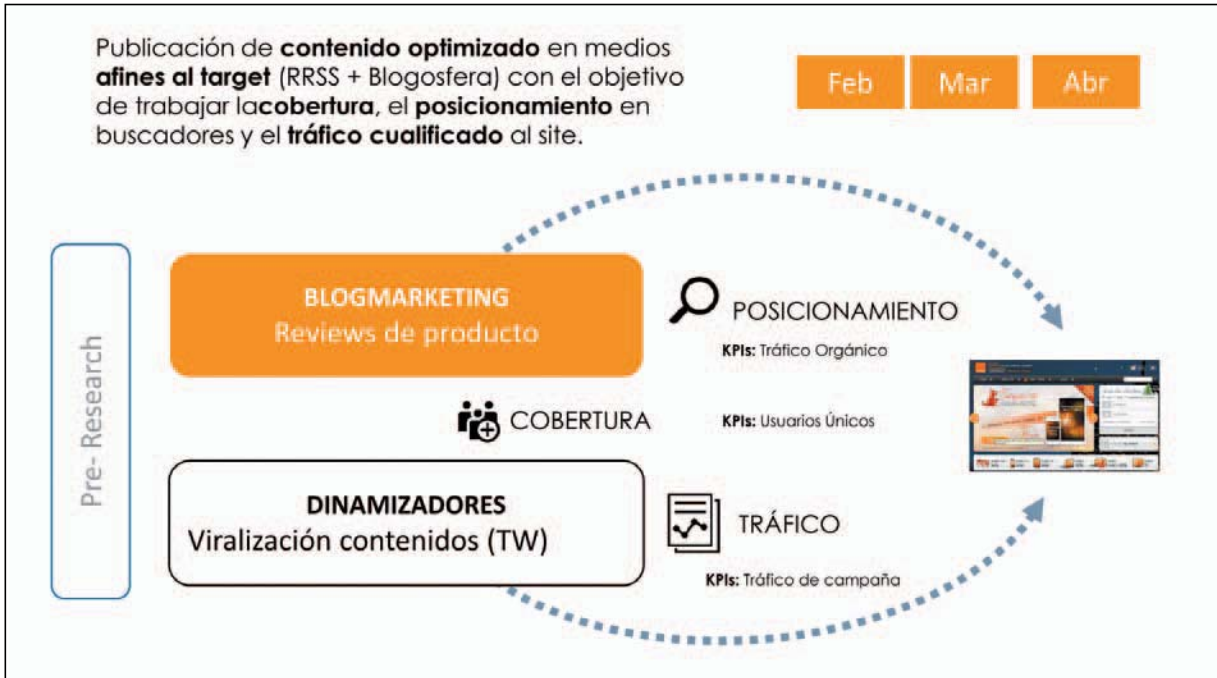 Publicación de contenido optimizado en medios
afines al target (RRSS + Blogosfera) con el objetivo
de trabajar lacobertura, el posicionamiento en
buscadores y el tráfico cualificado al site.
Feb
Mar
Abr
Pre- Research
BLOGMARKETING
Reviews de producto
POSICIONAMIENTO
KPIs: Tráfico Orgánico
COBERTURA
KPIs: Usuarios Únicos
DINAMIZADORES
Viralización contenidos (TW)
TRÁFICO
KPIs: Tráfico de campaña